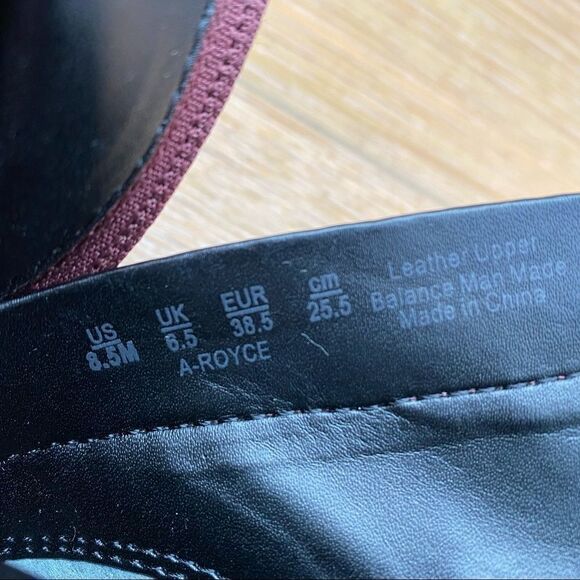 US UK EUR cm
8.5M 6.5 38.5 25.5
A-ROYCE
Leather Upper
Balance Man Made
Made in China